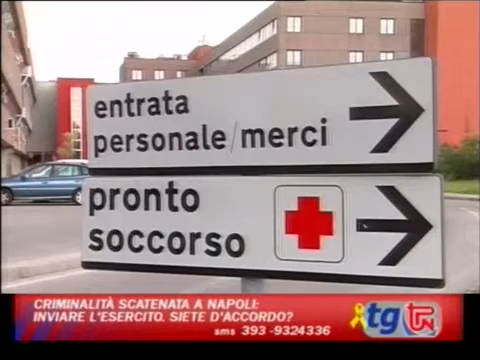 entrata
personale/merci
pronto
soccorso
CRIMINALITÀ SCATENATA A NAPOLI:
INVIARE L'ESERCITO. SIETE D'ACCORDO?
sms 393-9324336
tg